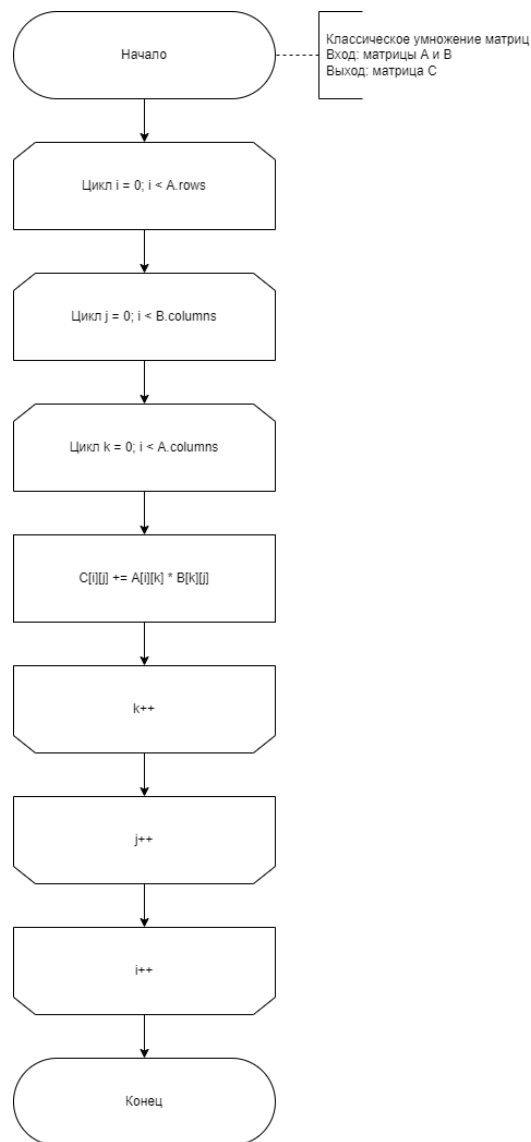 Начало
Классическое умножение матриц
Вход: матрицы A и B
Выход: матрица C
Цикл i = 0; i < A.rows
Цикл j = 0; i < B.columns
Цикл k = 0; i < A.columns
C[i][j] += A[i][k] * B[k][j]
k++
j++
i++
Конец